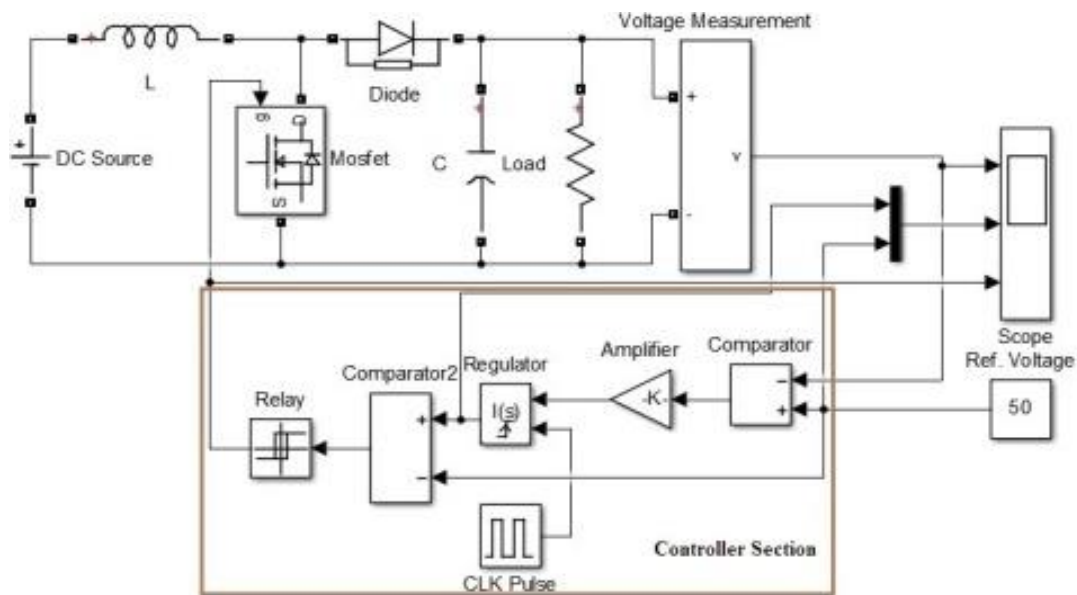 Voltage Measurement
+
L
Diode
+
g
D
+
DC Source
Mosfet
S
C
Load
+
v
-
Scope
Ref. Voltage
Amplifier
Comparator
Regulator
Comparator2
Relay
-K-
−
+
50
I(s)
+
−
CLK Pulse
Controller Section